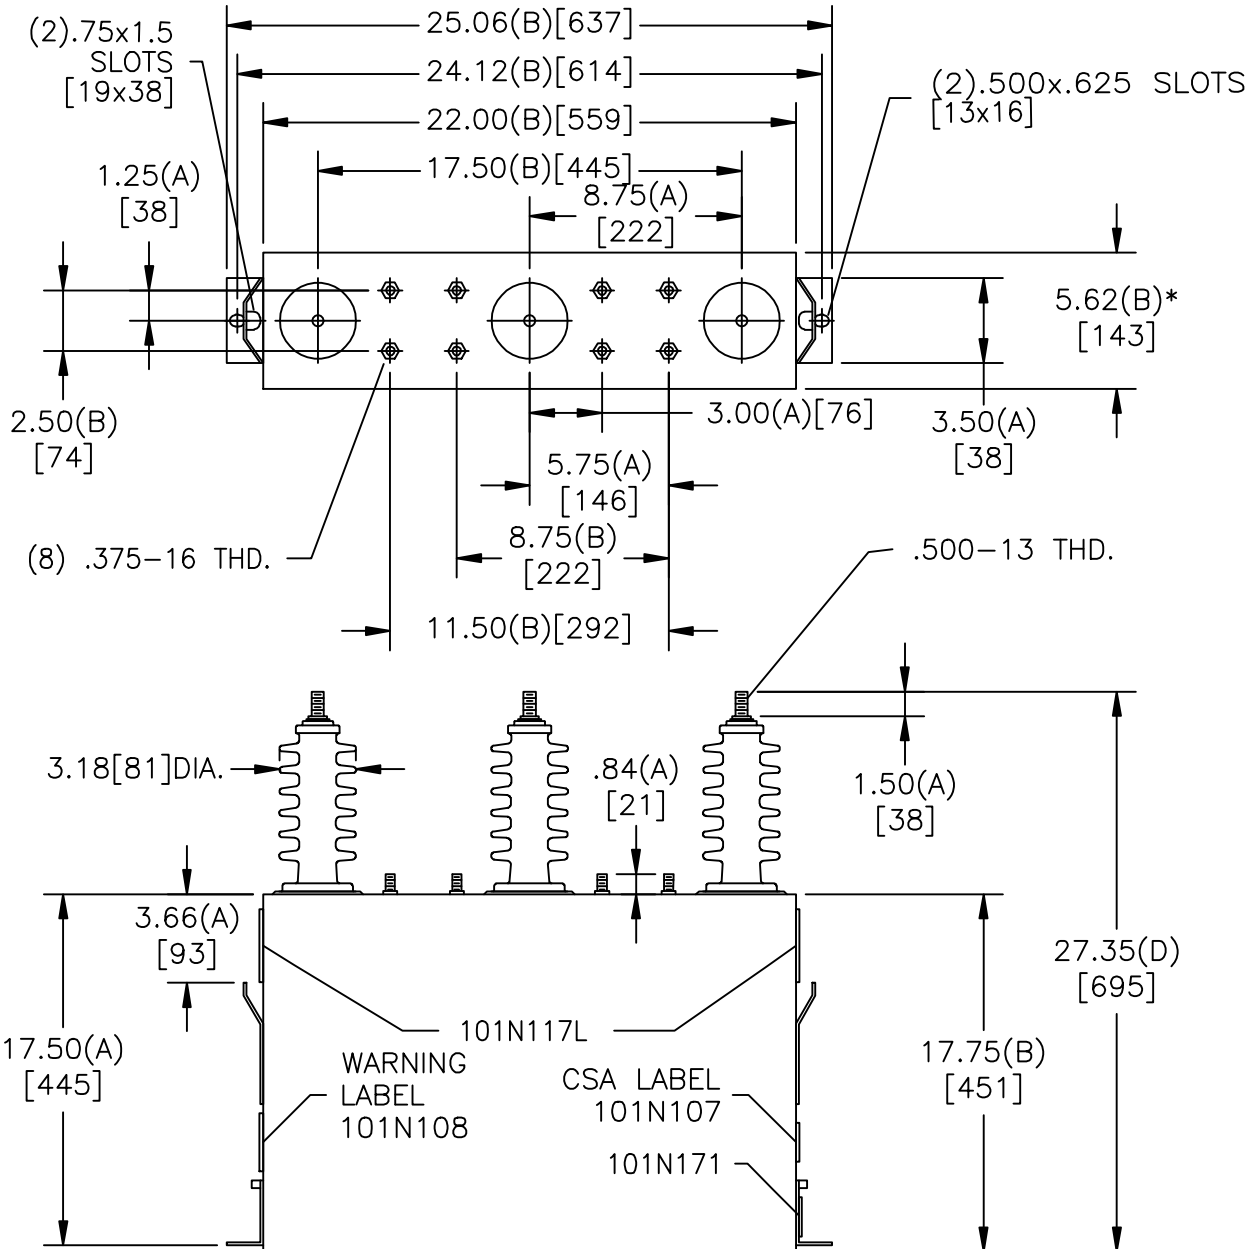 25.06(B)[637]
(2).75x1.5
SLOTS
[19x38]
24.12(B)[614]
(2).500x.625 SLOTS
[13x16]
22.00(B)[559]
17.50(B)[445]
1.25(A)
[38]
8.75(A)
[222]
5.62(B)*
[143]
2.50(B)
[74]
3.00(A)[76]
3.50(A)
[38]
5.75(A)
[146]
8.75(B)
[222]
(8) .375-16 THD.
.500-13 THD.
11.50(B)[292]
3.18[81]DIA.
.84(A)
[21]
1.50(A)
[38]
3.66(A)
[93]
27.35(D)
[695]
101N117L
17.50(A)
[445]
WARNING
LABEL
101N108
CSA LABEL
101N107
17.75(B)
[451]
101N171